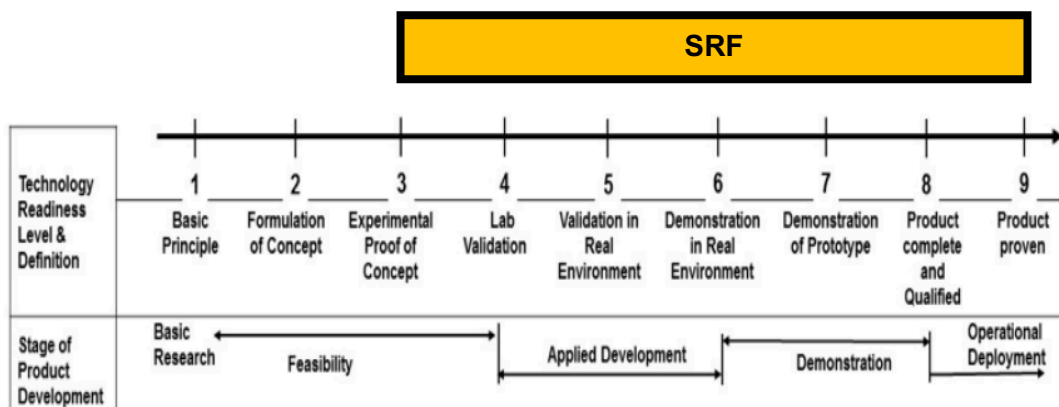 SRF
Technology
Readiness
Level &
Definition
1 2 3 4 5 6 7 8 9
Basic
Principle
Formulation
of Concept
Experimental
Proof of
Concept
Lab
Validation
Validation in
Real
Environment
Demonstration
in Real
Environment
Demonstration
of Prototype
Product
complete
and
Qualified
Product
proven
Stage of
Product
Development
Basic
Research
Feasibility
Applied Development
Demonstration
Operational
Deployment